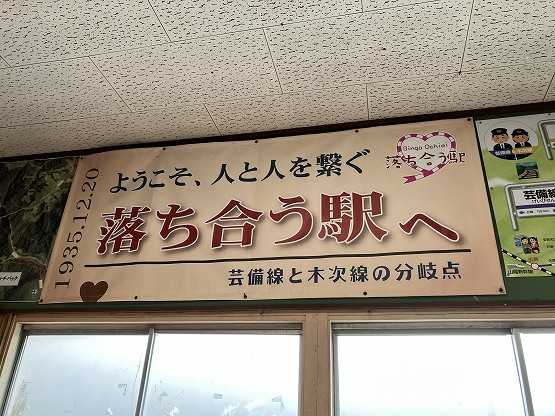 1935.12.20
ようこそ、人と人を繋ぐ
落ち合う駅へ
芸備線と木次線の分岐点
Bingo Ochiai
落ち合う駅
芸備線